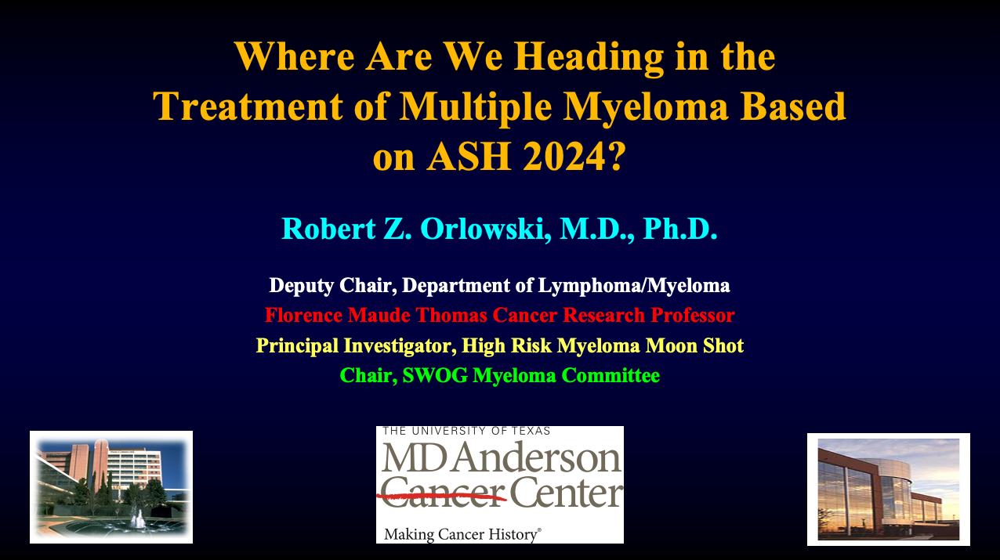 Where Are We Heading in the
Treatment of Multiple Myeloma Based
on ASH 2024?
Robert Z. Orlowski, M.D., Ph.D.
Deputy Chair, Department of Lymphoma/Myeloma
Florence Maude Thomas Cancer Research Professor
Principal Investigator, High Risk Myeloma Moon Shot
Chair, SWOG Myeloma Committee
THE UNIVERSITY OF TEXAS
MD Anderson
Cancer Center
Making Cancer History®